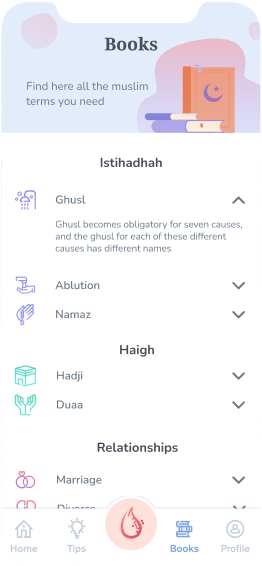 Books
Find here all the muslim
terms you need
Istihadhah
Ghusl
Ghusl becomes obligatory for seven causes,
and the ghusl for each of these different
causes has different names
Ablution
Namaz
Haigh
Hadji
Duaa
Relationships
Marriage
Divorce
Home
Tips
Books
Profile